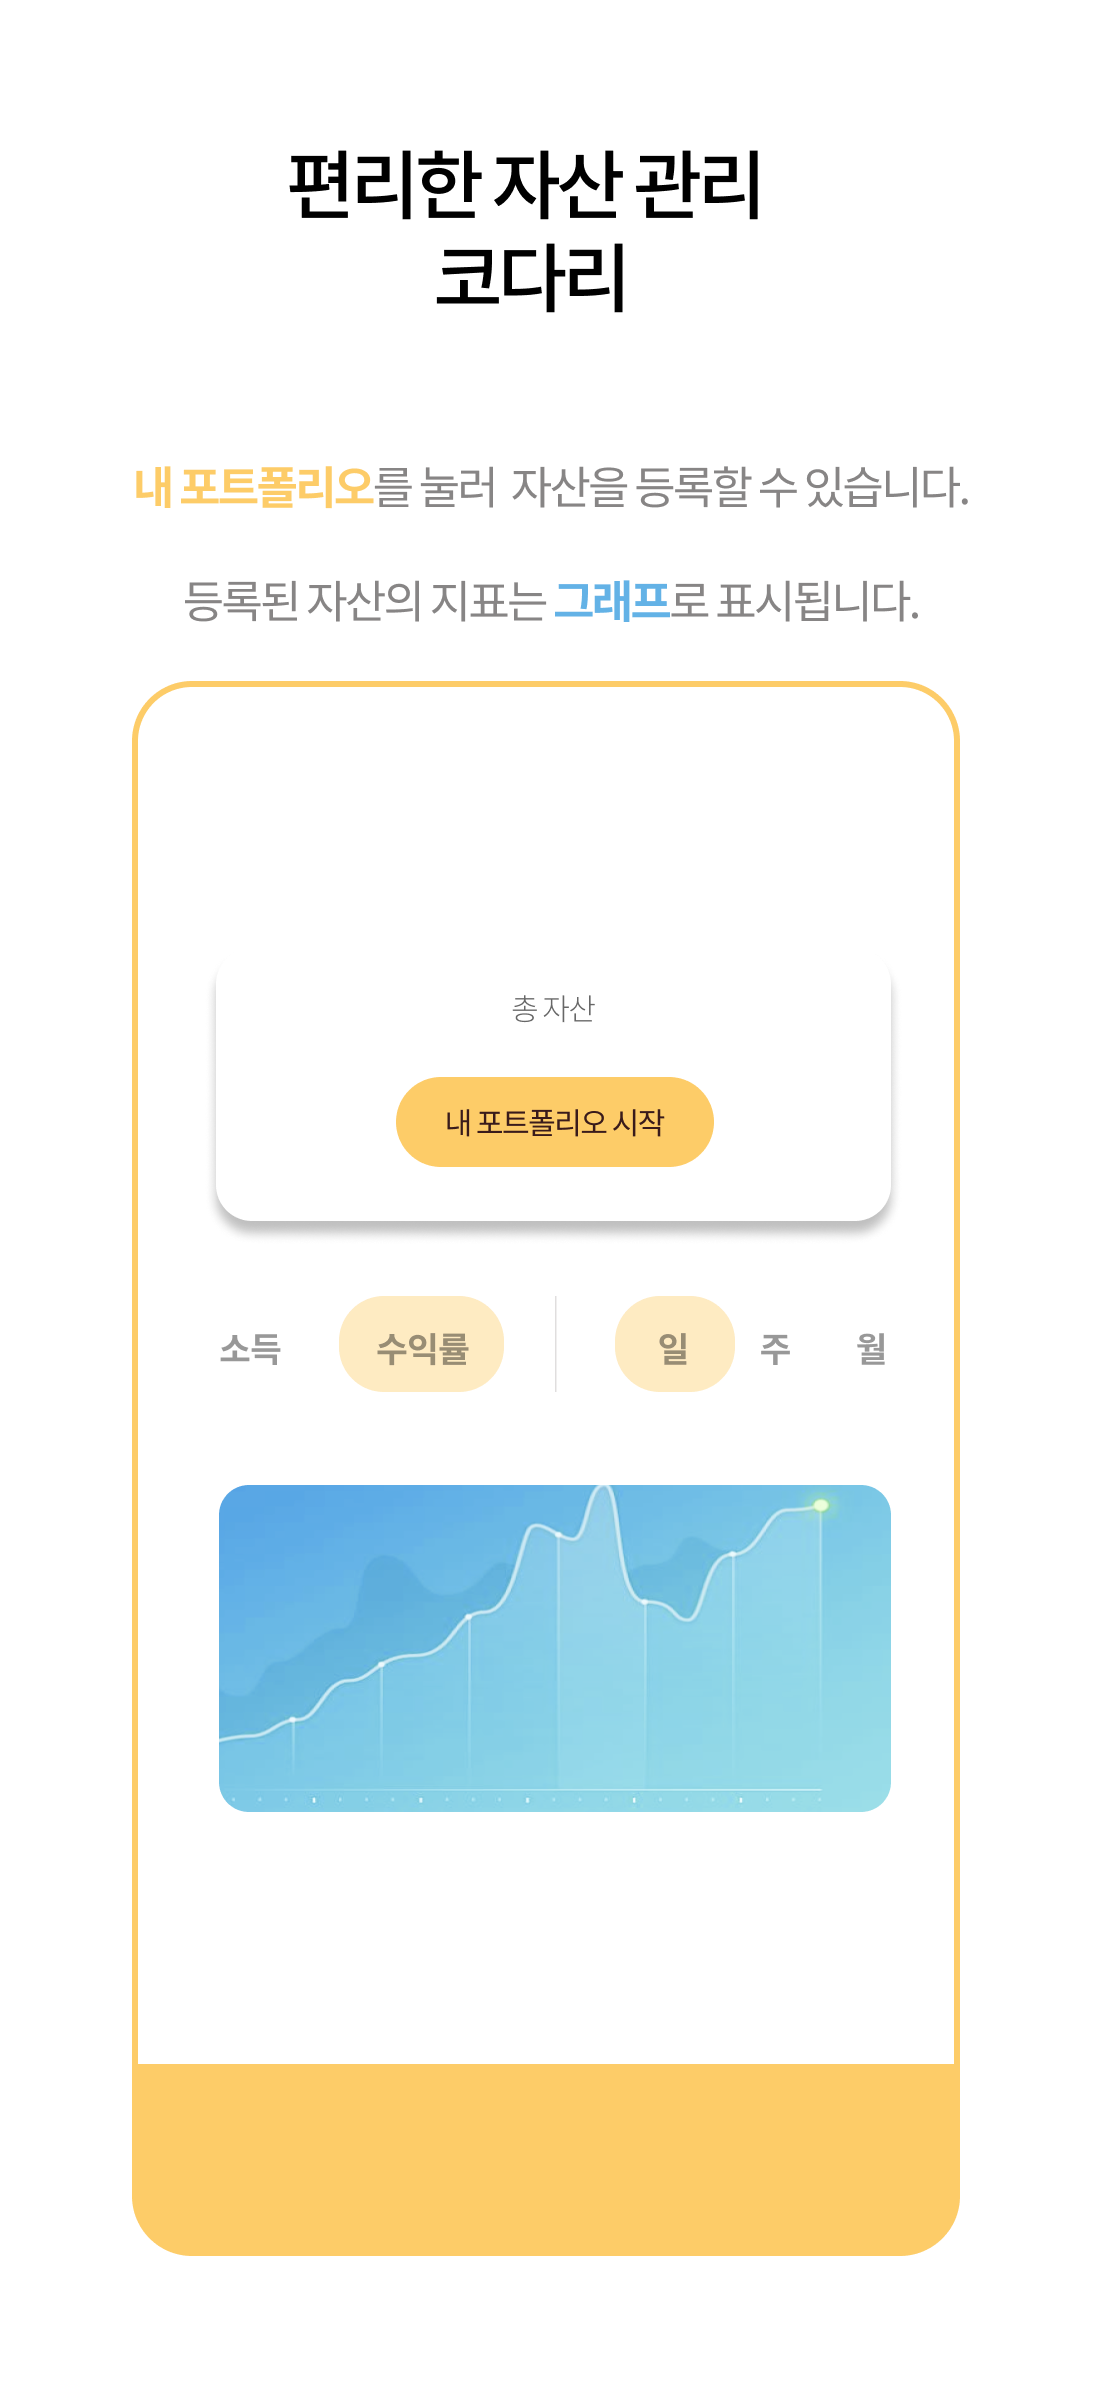 편리한 자산 관리
코다리
내 포트폴리오를 눌러 자산을 등록할 수 있습니다.
등록된 자산의 지표는 그래프로 표시됩니다.
총 자산
내 포트폴리오 시작
소득 수익률 일 주 월